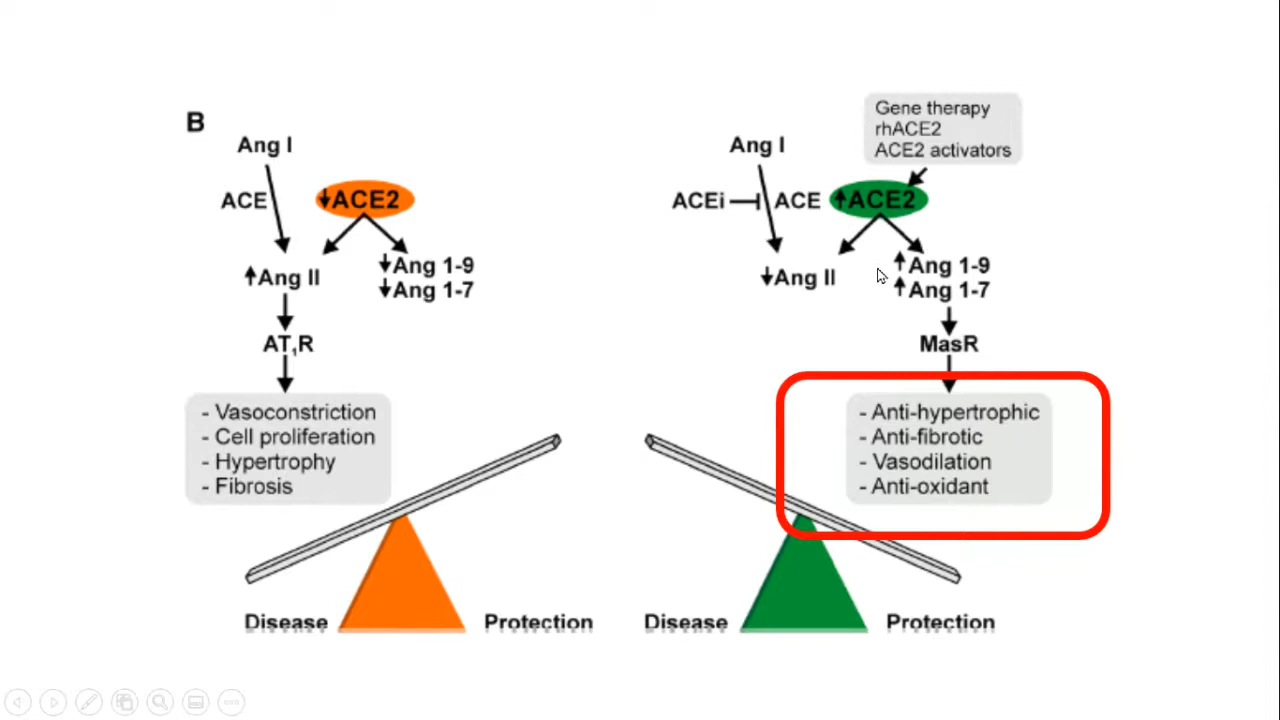 B
Ang I
ACE
↓ACE2
↑Ang II
↓Ang 1-9
↓Ang 1-7
AT₁R
- Vasoconstriction
- Cell proliferation
- Hypertrophy
- Fibrosis
Disease
Protection
Gene therapy
rhACE2
ACE2 activators
Ang I
ACEi
ACE
↑ACE2
↓Ang II
↑Ang 1-9
↑Ang 1-7
MasR
- Anti-hypertrophic
- Anti-fibrotic
- Vasodilation
- Anti-oxidant
Disease
Protection